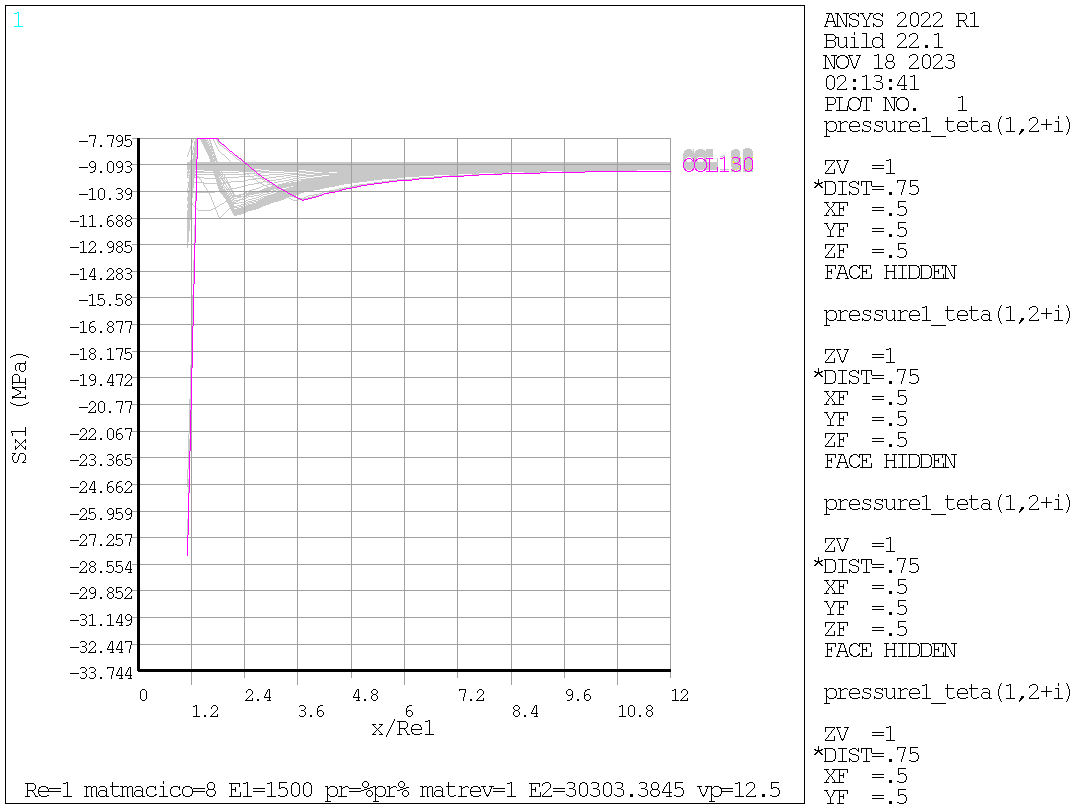 1
ANSYS 2022 R1
Build 22.1
NOV 18 2023
02:13:41
PLOT NO. 1
pressure1_teta(1,2+i)
ZV =1
*DIST=.75
XF =.5
YF =.5
ZF =.5
FACE HIDDEN
pressure1_teta(1,2+i)
ZV =1
*DIST=.75
XF =.5
YF =.5
ZF =.5
FACE HIDDEN
pressure1_teta(1,2+i)
ZV =1
*DIST=.75
XF =.5
YF =.5
ZF =.5
FACE HIDDEN
pressure1_teta(1,2+i)
ZV =1
*DIST=.75
XF =.5
YF =.5
-7.795
-9.093
-10.39
-11.688
-12.985
-14.283
-15.58
-16.877
-18.175
-19.472
-20.77
-22.067
-23.365
-24.662
-25.959
-27.257
-28.554
-29.852
-31.149
-32.447
-33.744
Sx1 (MPa)
COL130
0
1.2
2.4
3.6
4.8
6
7.2
8.4
9.6
10.8
12
x/Re1
Re=1 matmacico=8 E1=1500 pr=%pr% matrev=1 E2=30303.3845 vp=12.5